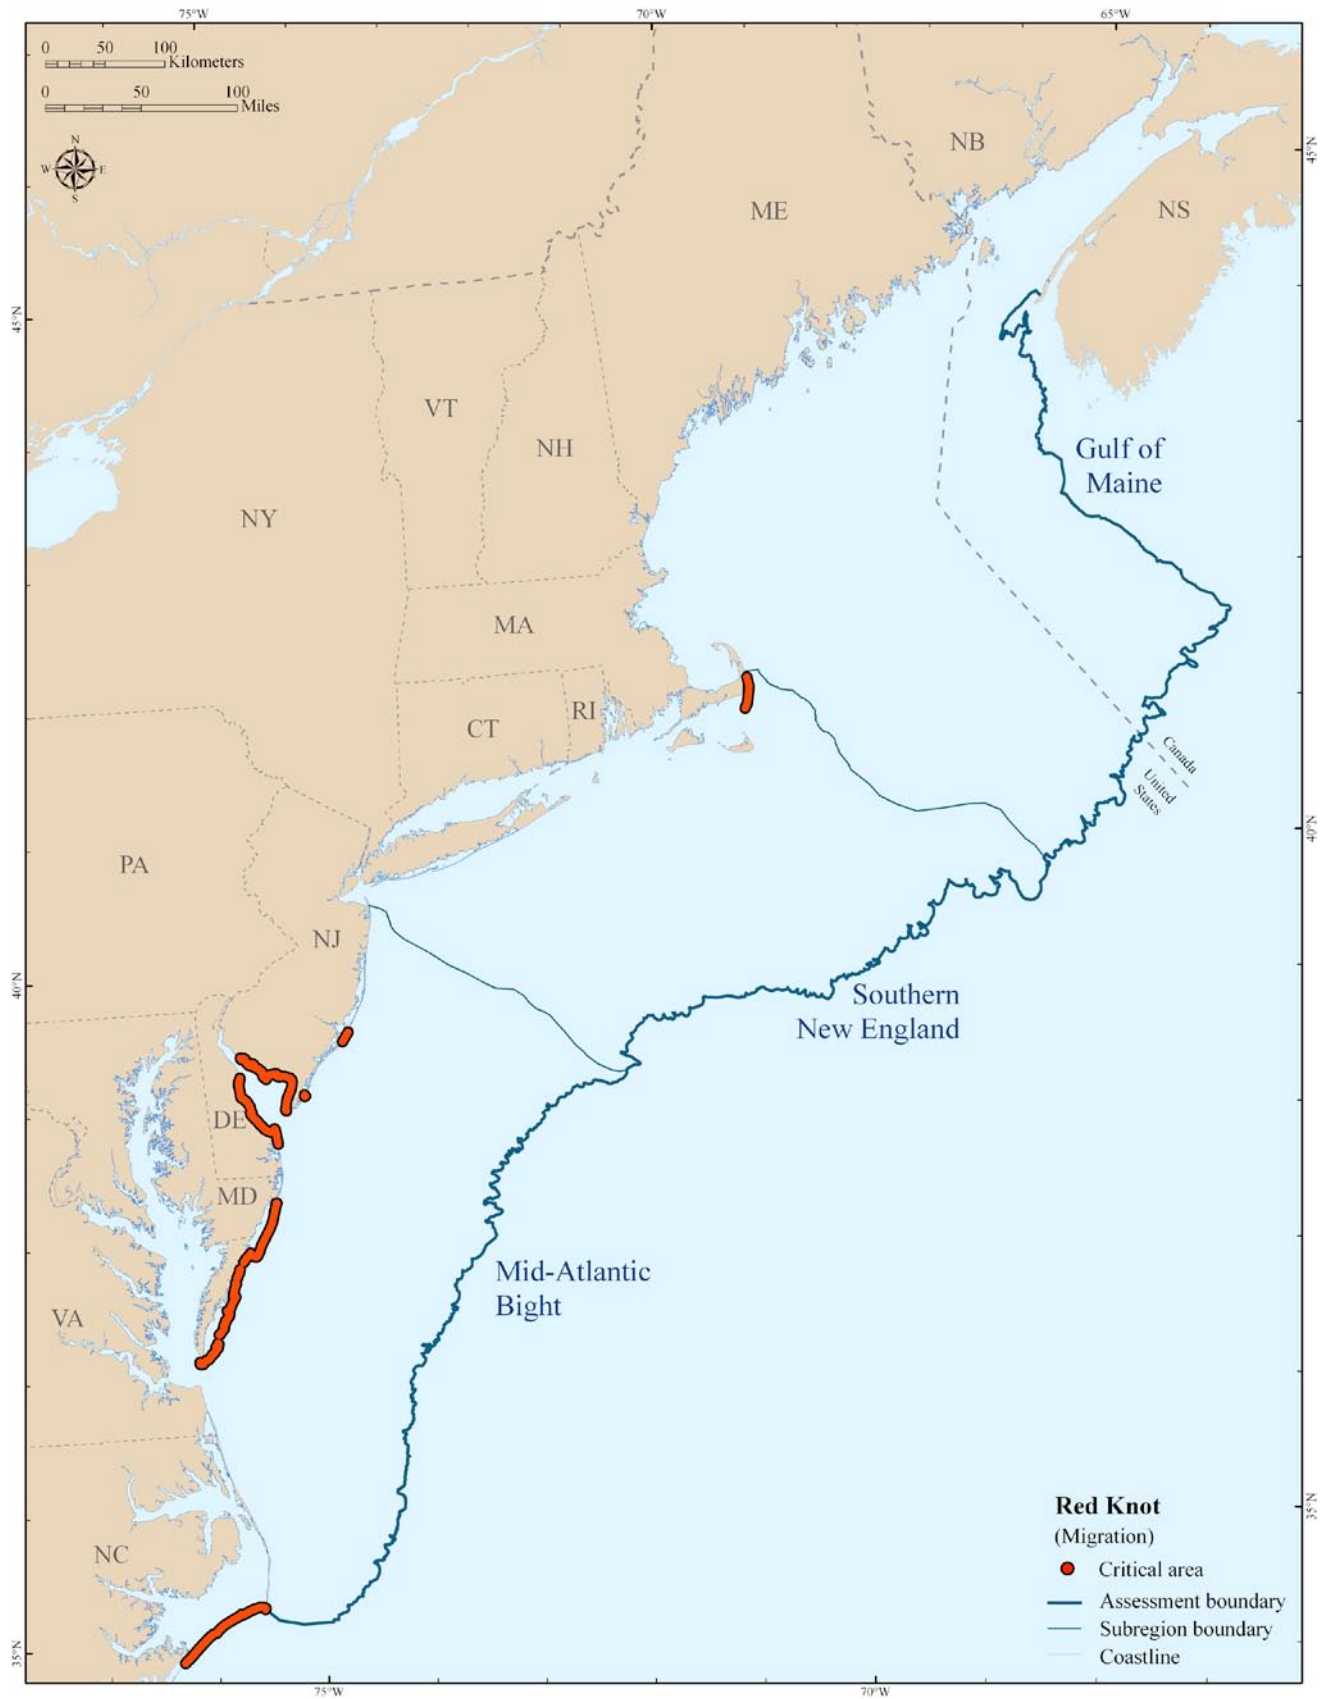 75°W 70°W 65°W
0 50 100
Kilometers
0 50 100
Miles
N
W E
S
NB
45°N
ME
NS
45°N
VT
Gulf of
Maine
NH
NY
MA
RI
CT
Canada
United
States
40°N
PA
NJ
40°N
Southern
New England
DE
MD
Mid-Atlantic
Bight
VA
35°N
NC
35°N
Red Knot
(Migration)
Critical area
Assessment boundary
Subregion boundary
Coastline
75°W 70°W